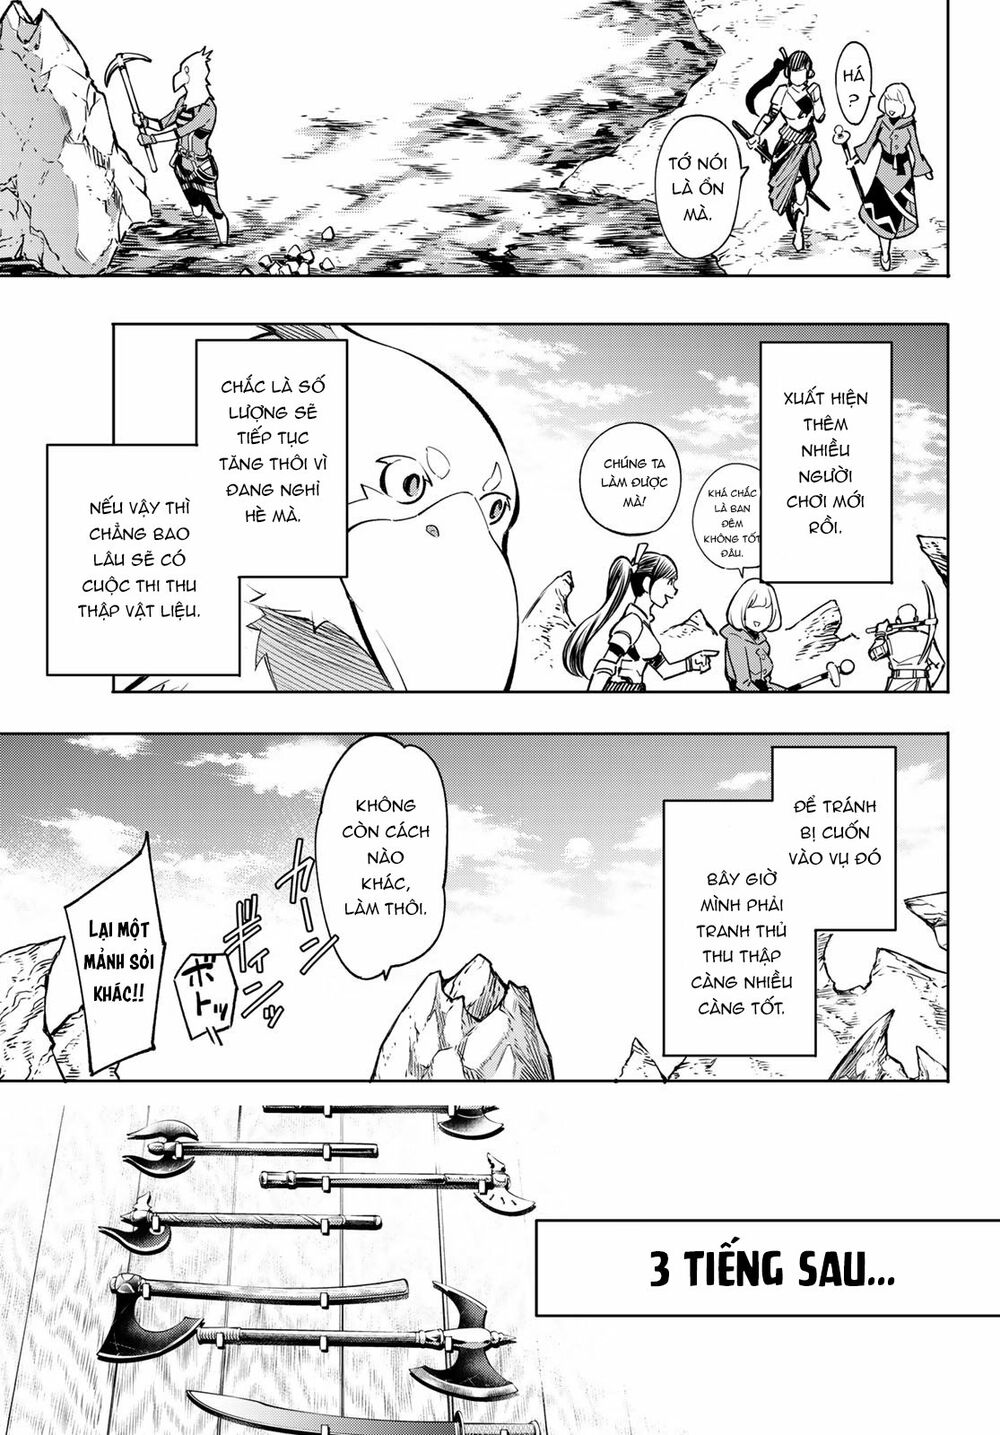 HÁ
?
TỚ NÓI
LÀ ỔN
MÀ.
XUẤT HIỆN
THÊM
NHIỀU
NGƯỜI
CHƠI MỚI
RỒI.
KHÁ CHẮC
LÀ BAN
ĐÊM
KHÔNG TỐT
ĐÂU.
CHÚNG TA
LÀM ĐƯỢC
MÀ!
CHẮC LÀ SỐ
LƯỢNG SẼ
TIẾP TỤC
TĂNG THÔI VÌ
ĐANG NGHỈ
HÈ MÀ.
NẾU VẬY THÌ
CHẲNG BAO
LÂU SẼ CÓ
CUỘC THI THU
THẬP VẬT LIỆU.
ĐỂ TRÁNH
BỊ CUỐN
VÀO VỤ ĐÓ
BÂY GIỜ
MÌNH PHẢI
TRANH THỦ
THU THẬP
CÀNG NHIỀU
CÀNG TỐT.
KHÔNG
CÒN CÁCH
NÀO
KHÁC,
LÀM THÔI.
カーン
ギィンッ
ボトッ
LẠI MỘT
MẢNH SỎI
KHÁC!!
3 TIẾNG SAU...